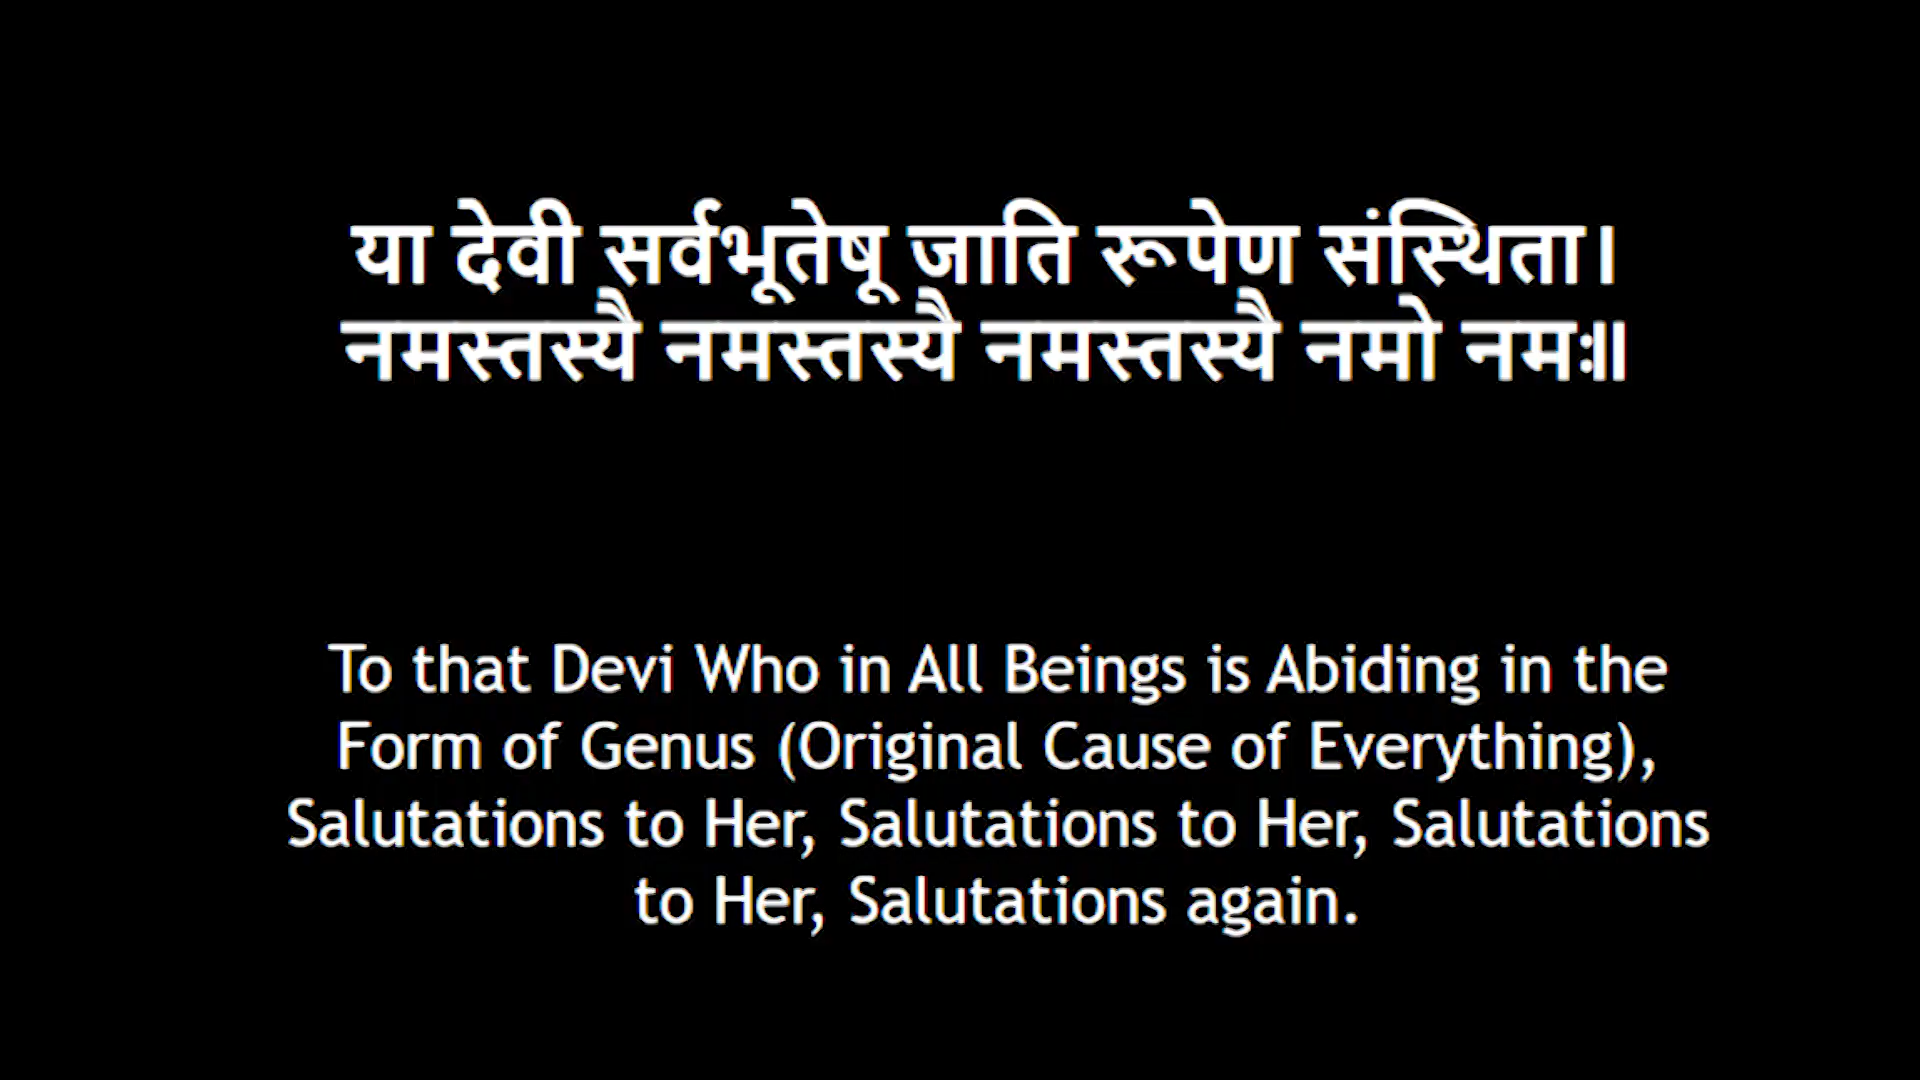 या देवी सर्वभूतेषू जाति रूपेण संस्थिता।
नमस्तस्यै नमस्तस्यै नमस्तस्यै नमो नमः॥
To that Devi Who in All Beings is Abiding in the
Form of Genus (Original Cause of Everything),
Salutations to Her, Salutations to Her, Salutations
to Her, Salutations again.